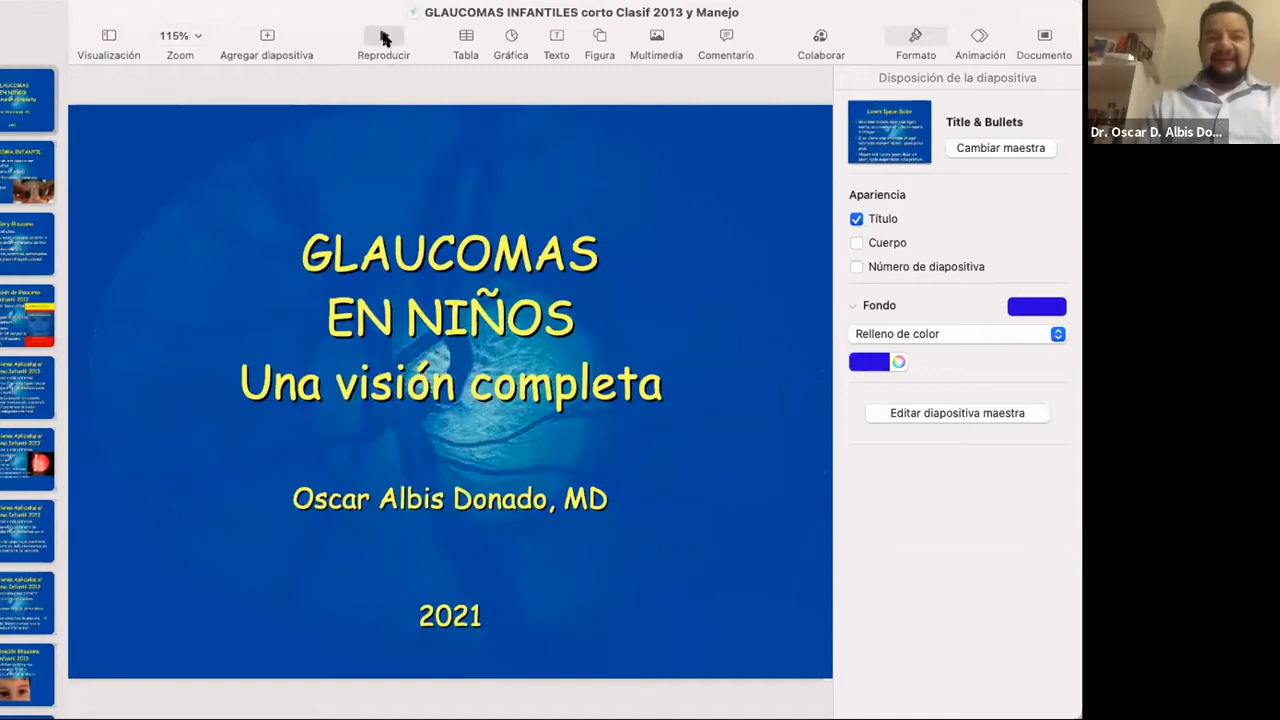 GLAUCOMAS INFANTILES corto Clasif 2013 y Manejo
115%
Visualización
Zoom
Agregar diapositiva
Reproducir
Tabla
Gráfica
Texto
Figura
Multimedia
Comentario
Colaborar
Formato
Animación
Documento
GLAUCOMAS
EN NIÑOS
Una visión completa
Oscar Albis Donado, MD
2021
Disposición de la diapositiva
Title & Bullets
Cambiar maestra
Apariencia
Título
Cuerpo
Número de diapositiva
Fondo
Relleno de color
Editar diapositiva maestra
Dr. Oscar D. Albis Do...